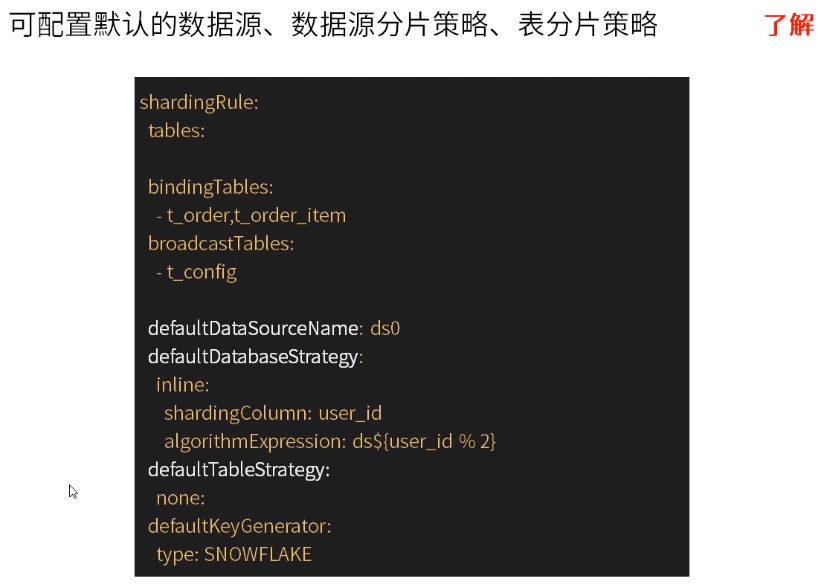 可配置默认的数据源、数据源分片策略、表分片策略
了解
shardingRule:
tables:
bindingTables:
- t_order,t_order_item
broadcastTables:
- t_config
defaultDataSourceName: ds0
defaultDatabaseStrategy:
inline:
shardingColumn: user_id
algorithmExpression: ds${user_id % 2}
defaultTableStrategy:
none:
defaultKeyGenerator:
type: SNOWFLAKE